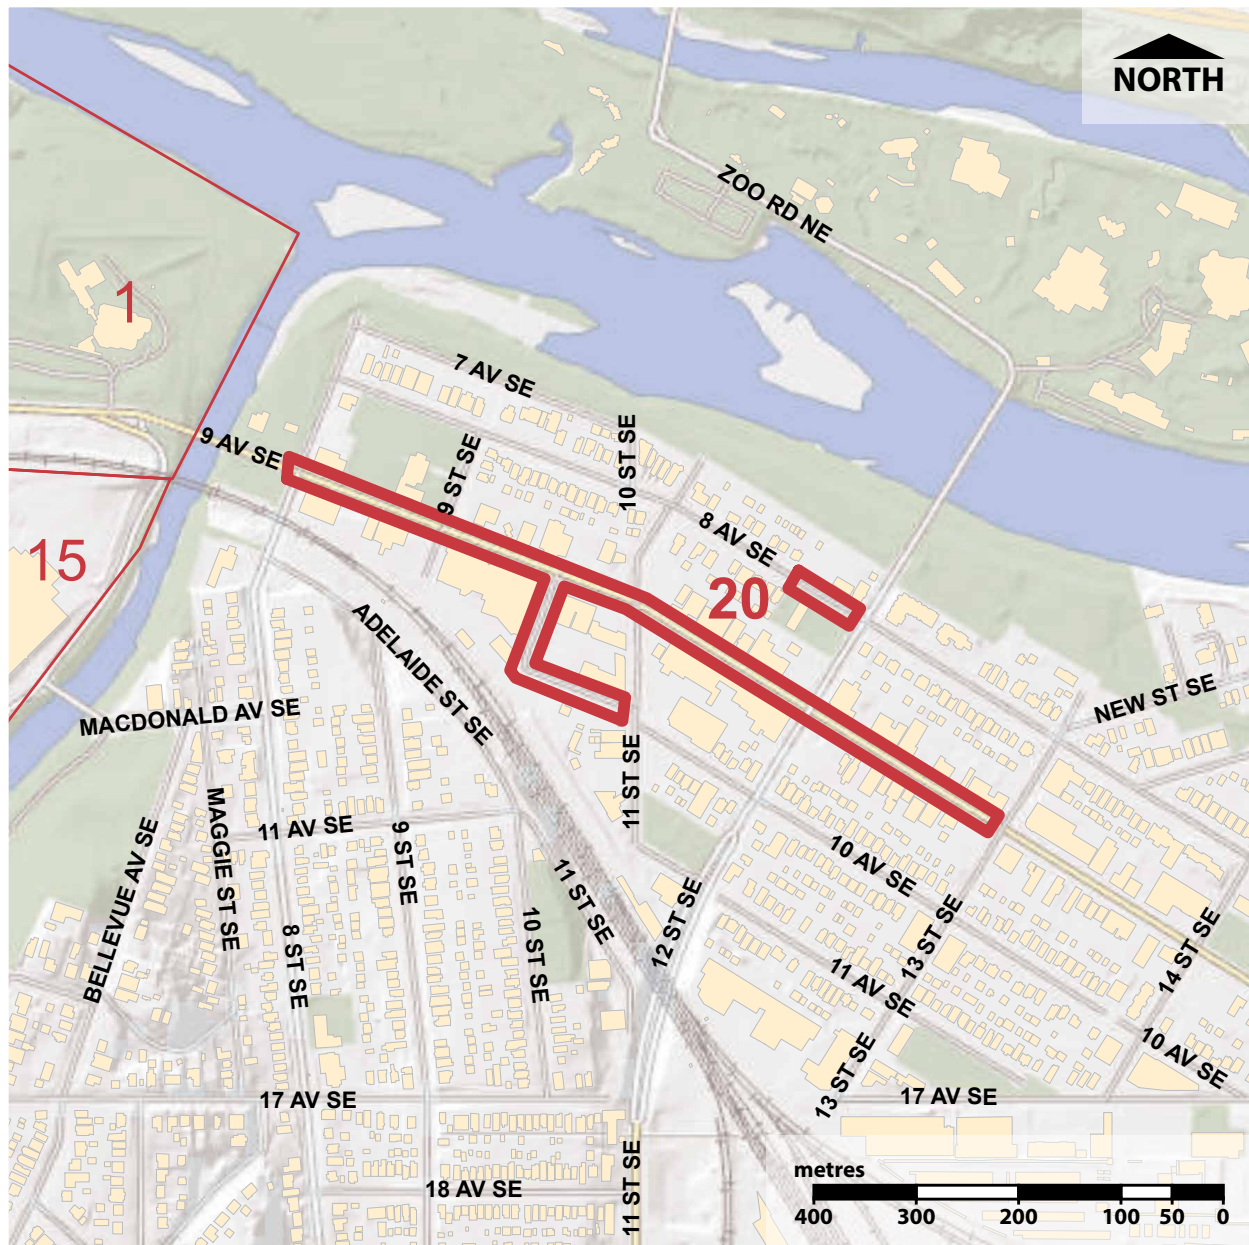 NORTH
ZOO RD NE
1
7 AV SE
9 AV SE
9 ST SE
10 ST SE
8 AV SE
15
20
ADELAIDE ST SE
MACDONALD AV SE
NEW ST SE
11 ST SE
MAGGIE ST SE
11 AV SE
BELLEVUE AV SE
9 ST SE
10 AV SE
11 ST SE
8 ST SE
10 ST SE
12 ST SE
13 ST SE
14 ST SE
11 AV SE
10 AV SE
13 ST SE
17 AV SE
17 AV SE
18 AV SE
11 ST SE
metres
400 300 200 100 50 0